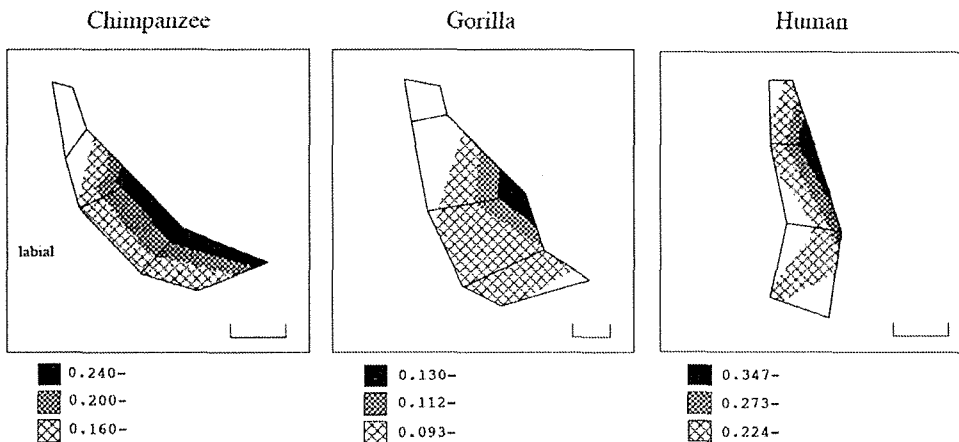 Chimpanzee Gorilla Human
labial
0.240- 0.130- 0.347-
0.200- 0.112- 0.273-
0.160- 0.093- 0.224-